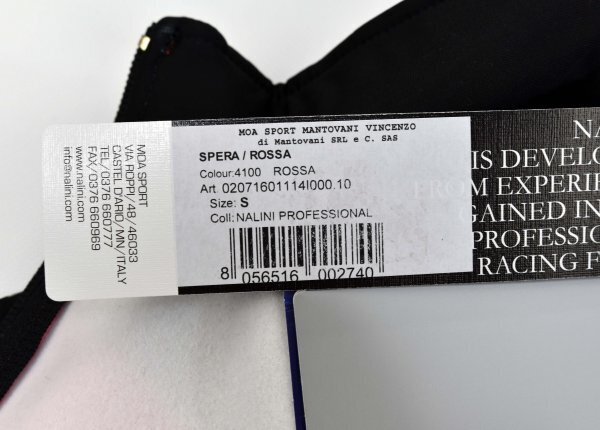 MOA SPORT
VIA ROPPI/48/46033
CASTEL D'ARIO/MN/ITALY
TEL/0376 660777
FAX/0376 660969
www.nalini.com
info@nalini.com
MOA SPORT MANTOVANI VINCENZO
di Mantovani SRL e C. SAS
SPERA / ROSSA
Colour:4100 ROSSA
Art. 02071601114I000.10
Size: S
Coll:NALINI PROFESSIONAL
8 056516 002740
NA
IS DEVELO
FROM EXPERIE
GAINED IN
PROFESSIO
RACING F